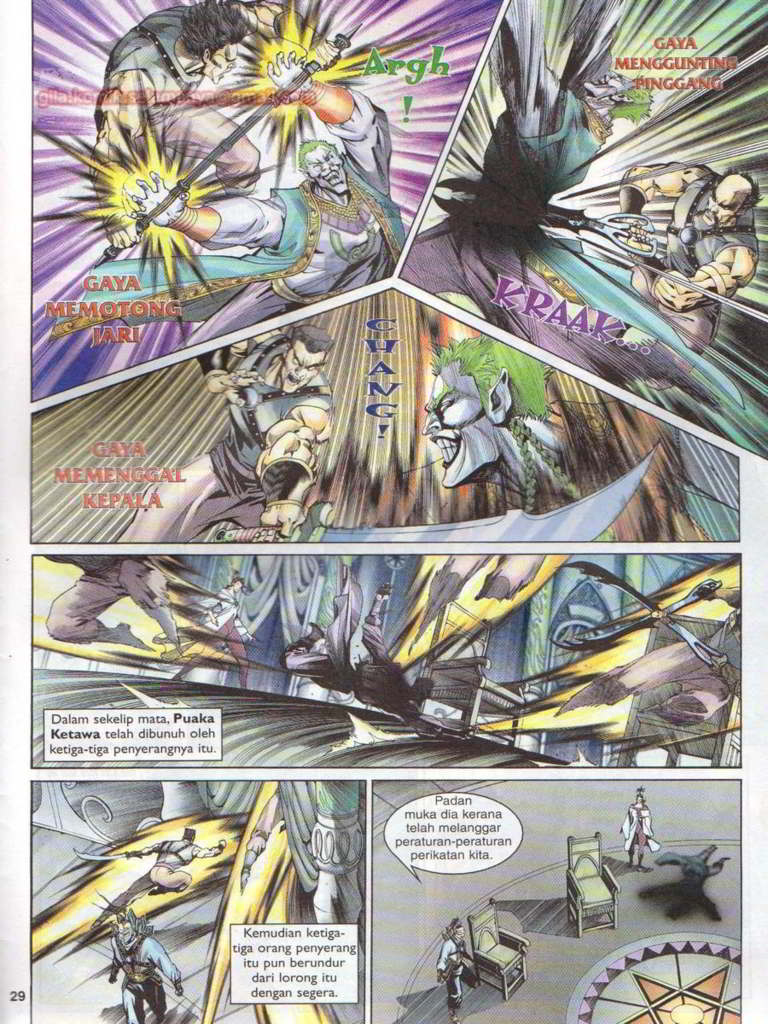 Argh
!
GAYA
MEMOTONG
JARI
GAYA
MENGGUNTING
PINGGANG
KRAAK...
CHANG!
GAYA
MEMENGGAL
KEPALA
Dalam sekelip mata, Puaka
Ketawa telah dibunuh oleh
ketiga-tiga penyerangnya itu.
Kemudian ketiga-
tiga orang penyerang
itu pun berundur
dari lorong itu
dengan segera.
Padan
muka dia kerana
telah melanggar
peraturan-peraturan
perikatan kita.
29